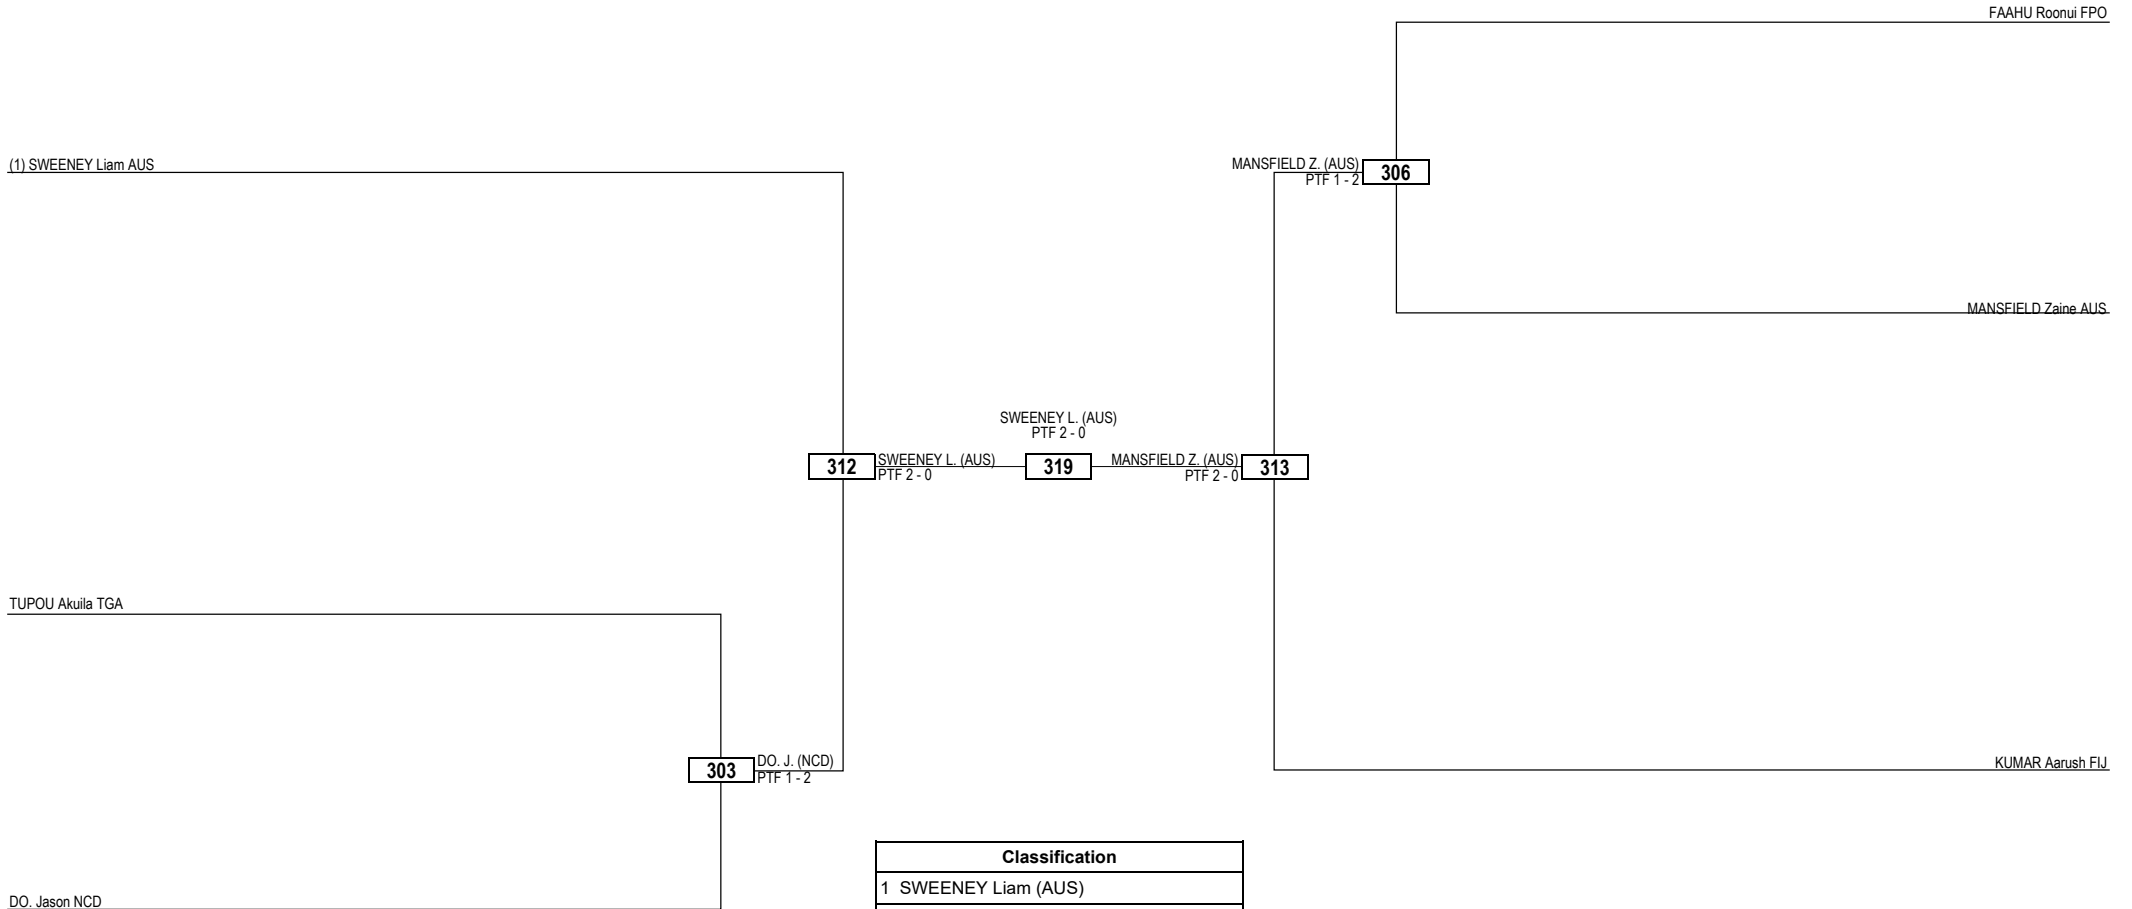 FAAHU Roonui FPO
(1) SWEENEY Liam AUS
MANSFIELD Z. (AUS)
PTF 1 - 2
306
MANSFIELD Zaine AUS
SWEENEY L. (AUS)
PTF 2 - 0
312
SWEENEY L. (AUS)
PTF 2 - 0
319
MANSFIELD Z. (AUS)
PTF 2 - 0
313
TUPOU Akuila TGA
303
DO. J. (NCD)
PTF 1 - 2
KUMAR Aarush FIJ
Classification
1 SWEENEY Liam (AUS)
DO. Jason NCD